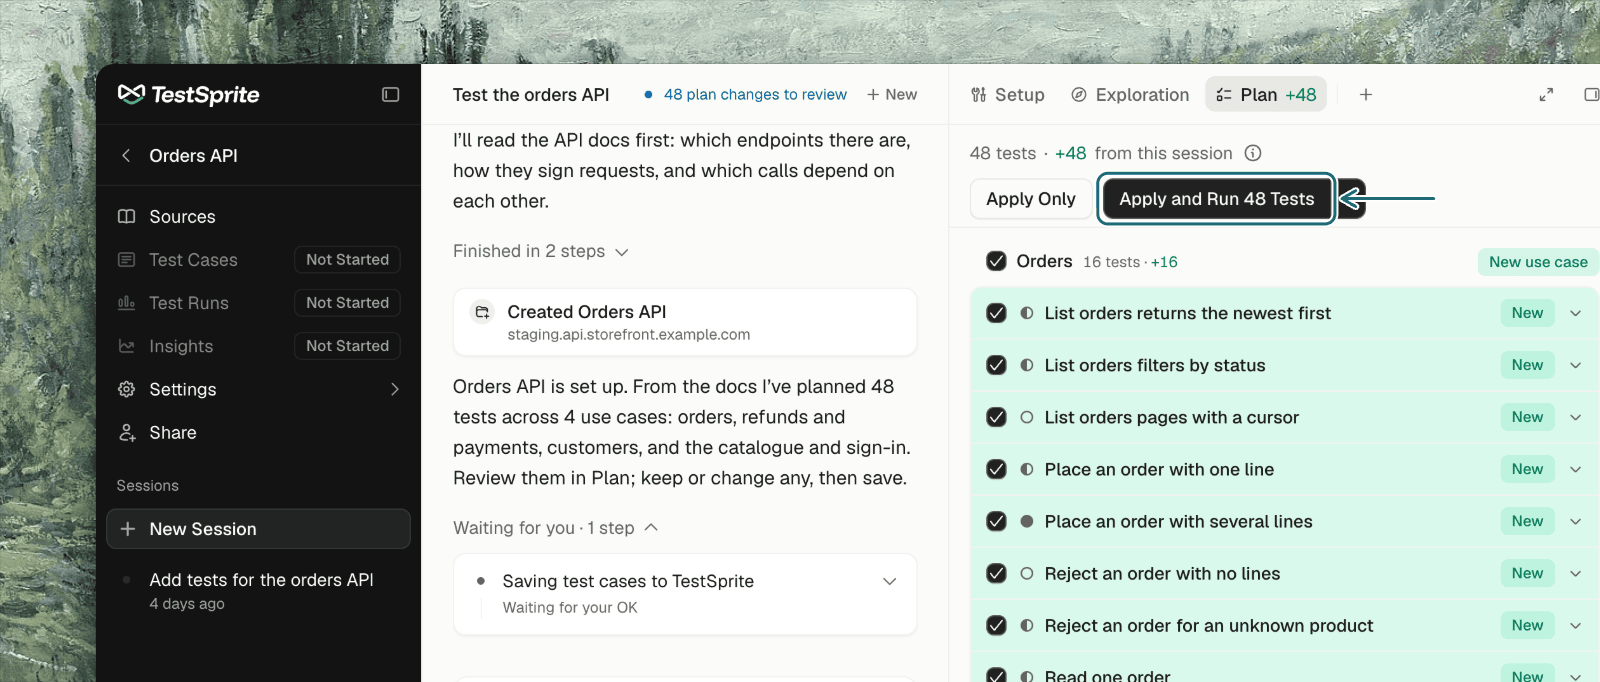 TestSprite
Orders API
Sources
Test Cases Not Started
Test Runs Not Started
Insights Not Started
Settings
Share
Sessions
New Session
Add tests for the orders API
4 days ago
Test the orders API 48 plan changes to review + New
I’ll read the API docs first: which endpoints there are,
how they sign requests, and which calls depend on
each other.
Finished in 2 steps
Created Orders API
staging.api.storefront.example.com
Orders API is set up. From the docs I’ve planned 48
tests across 4 use cases: orders, refunds and
payments, customers, and the catalogue and sign-in.
Review them in Plan; keep or change any, then save.
Waiting for you · 1 step
Saving test cases to TestSprite
Waiting for your OK
Setup Exploration Plan +48
48 tests · +48 from this session
Apply Only Apply and Run 48 Tests
Orders 16 tests · +16 New use case
List orders returns the newest first New
List orders filters by status New
List orders pages with a cursor New
Place an order with one line New
Place an order with several lines New
Reject an order with no lines New
Reject an order for an unknown product New
Read one order New